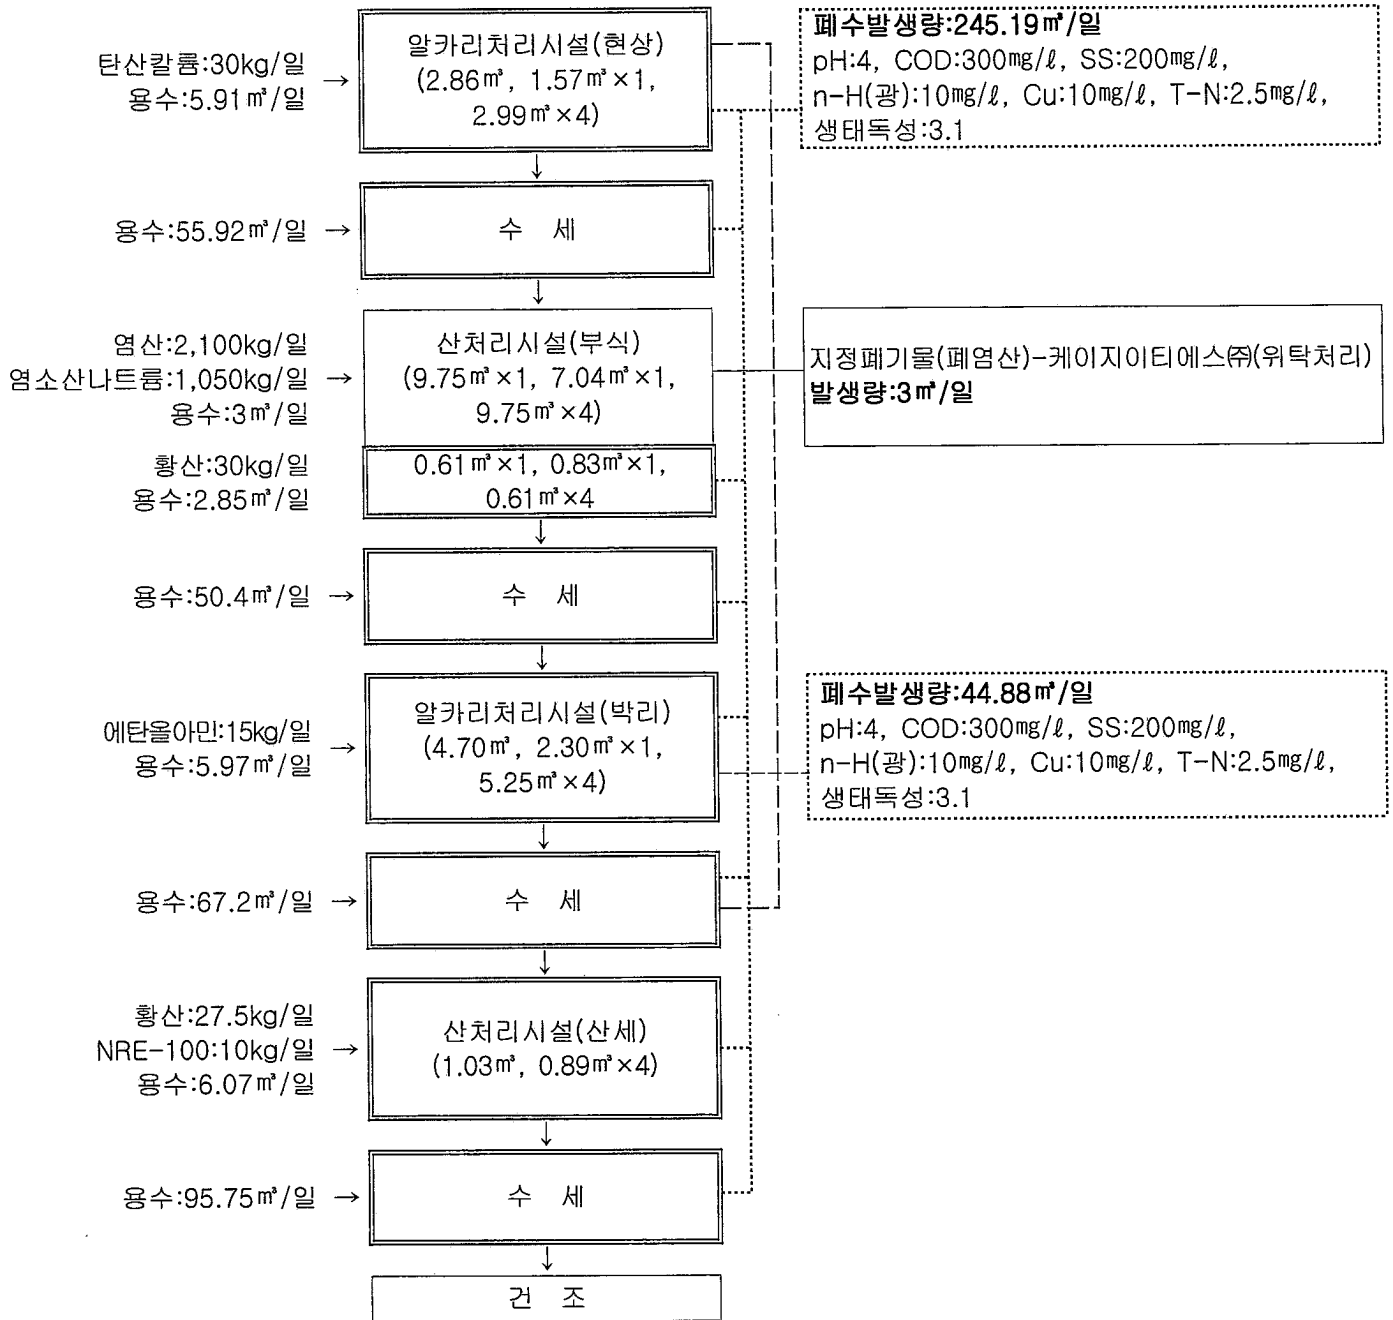 탄산칼륨:30kg/일
용수:5.91㎥/일
→
알카리처리시설(현상)
(2.86㎥, 1.57㎥×1,
2.99㎥×4)
폐수발생량:245.19㎥/일
pH:4, COD:300㎎/ℓ, SS:200㎎/ℓ,
n-H(광):10㎎/ℓ, Cu:10㎎/ℓ, T-N:2.5㎎/ℓ,
생태독성:3.1
↓
용수:55.92㎥/일 →
수 세
↓
염산:2,100kg/일
염소산나트륨:1,050kg/일 →
용수:3㎥/일
산처리시설(부식)
(9.75㎥×1, 7.04㎥×1,
9.75㎥×4)
지정폐기물(폐염산)-케이지이티에스㈜(위탁처리)
발생량:3㎥/일
황산:30kg/일
용수:2.85㎥/일
0.61㎥×1, 0.83㎥×1,
0.61㎥×4
↓
용수:50.4㎥/일 →
수 세
↓
에탄올아민:15kg/일
용수:5.97㎥/일
→
알카리처리시설(박리)
(4.70㎥, 2.30㎥×1,
5.25㎥×4)
폐수발생량:44.88㎥/일
pH:4, COD:300㎎/ℓ, SS:200㎎/ℓ,
n-H(광):10㎎/ℓ, Cu:10㎎/ℓ, T-N:2.5㎎/ℓ,
생태독성:3.1
↓
용수:67.2㎥/일 →
수 세
↓
황산:27.5kg/일
NRE-100:10kg/일 →
용수:6.07㎥/일
산처리시설(산세)
(1.03㎥, 0.89㎥×4)
↓
용수:95.75㎥/일 →
수 세
↓
건 조